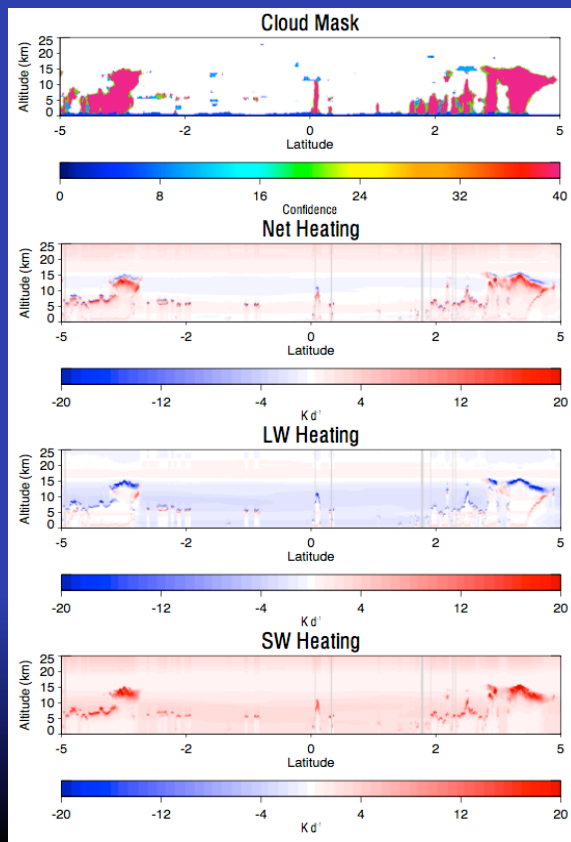 Cloud Mask
25
20
15
10
5
0
Altitude (km)
-5 -2 0 2 5
Latitude
0 8 16 24 32 40
Confidence
Net Heating
25
20
15
10
5
0
Altitude (km)
-5 -2 0 2 5
Latitude
-20 -12 -4 4 12 20
K d⁻¹
LW Heating
25
20
15
10
5
0
Altitude (km)
-5 -2 0 2 5
Latitude
-20 -12 -4 4 12 20
K d⁻¹
SW Heating
25
20
15
10
5
0
Altitude (km)
-5 -2 0 2 5
Latitude
-20 -12 -4 4 12 20
K d⁻¹